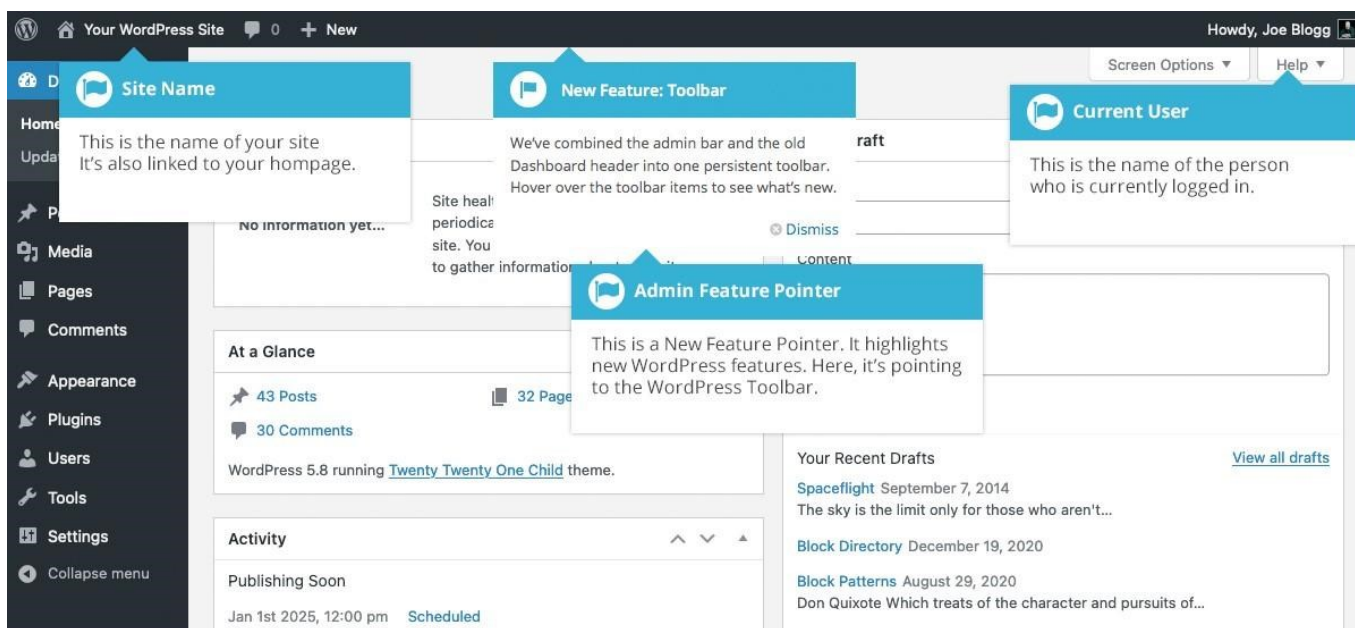 Your WordPress Site 0 + New
Howdy, Joe Blogg
Screen Options ▼
Help ▼
D
Home
Upda
P
Media
Pages
Comments
Appearance
Plugins
Users
Tools
Settings
Collapse menu
Site Name
This is the name of your site
It's also linked to your hompage.
New Feature: Toolbar
We've combined the admin bar and the old
Dashboard header into one persistent toolbar.
Hover over the toolbar items to see what's new.
Dismiss
Current User
This is the name of the person
who is currently logged in.
Admin Feature Pointer
This is a New Feature Pointer. It highlights
new WordPress features. Here, it's pointing
to the WordPress Toolbar.
No information yet...
Site heal
periodica
site. You
to gather information
At a Glance
43 Posts
32 Page
30 Comments
WordPress 5.8 running Twenty Twenty One Child theme.
Activity
Publishing Soon
Jan 1st 2025, 12:00 pm Scheduled
raft
Content
Your Recent Drafts
View all drafts
Spaceflight September 7, 2014
The sky is the limit only for those who aren't...
Block Directory December 19, 2020
Block Patterns August 29, 2020
Don Quixote Which treats of the character and pursuits of...